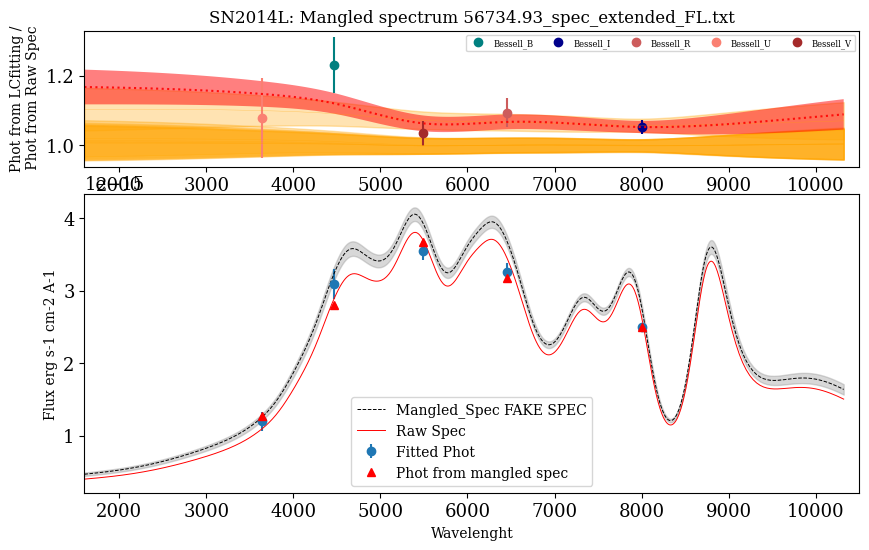 SN2014L: Mangled spectrum 56734.93_spec_extended_FL.txt
Phot from LCfitting /
Phot from Raw Spec
Bessell_B Bessell_I Bessell_R Bessell_U Bessell_V
1.2
1.0
2000 3000 4000 5000 6000 7000 8000 9000 10000
1e−15
Flux erg s-1 cm-2 A-1
4
3
2
1
Mangled_Spec FAKE SPEC
Raw Spec
Fitted Phot
Phot from mangled spec
2000 3000 4000 5000 6000 7000 8000 9000 10000
Wavelenght